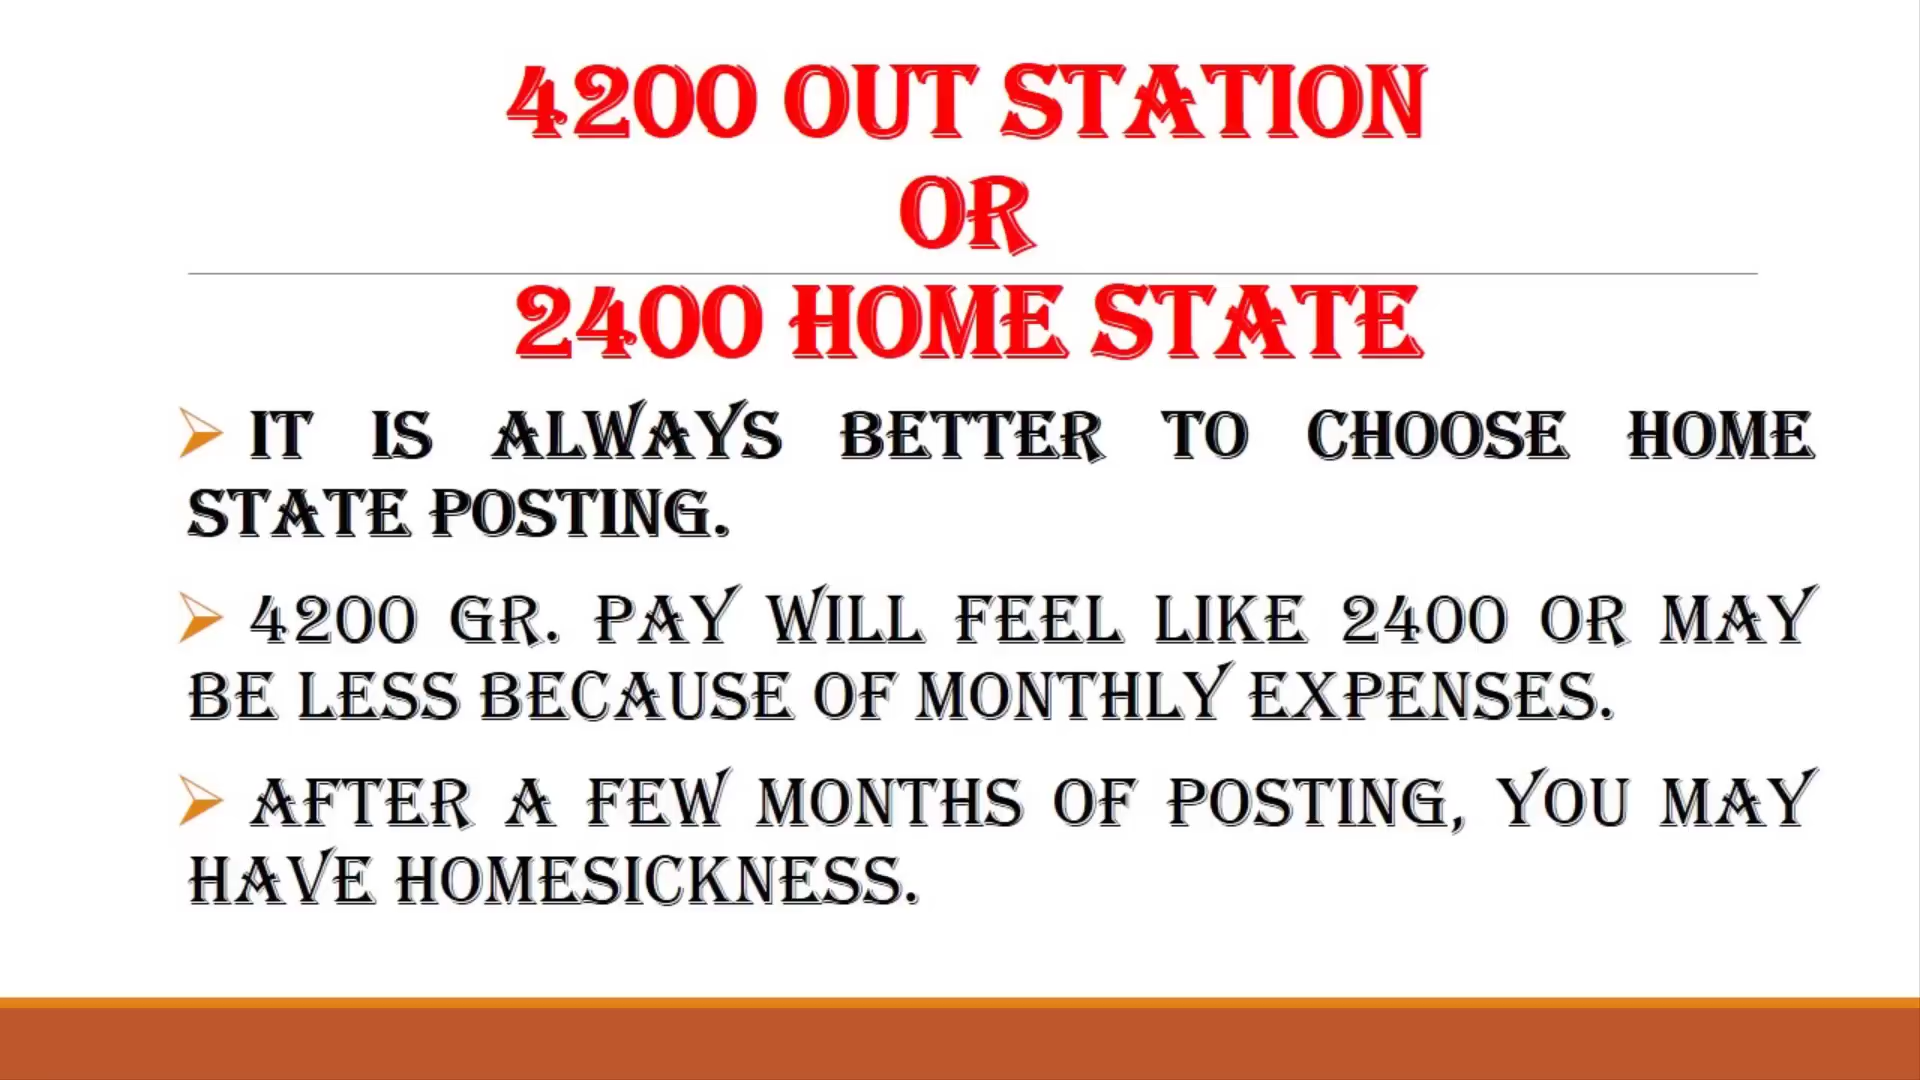 4200 OUT STATION
OR
2400 HOME STATE
IT IS ALWAYS BETTER TO CHOOSE HOME
STATE POSTING.
4200 GR. PAY WILL FEEL LIKE 2400 OR MAY
BE LESS BECAUSE OF MONTHLY EXPENSES.
AFTER A FEW MONTHS OF POSTING, YOU MAY
HAVE HOMESICKNESS.